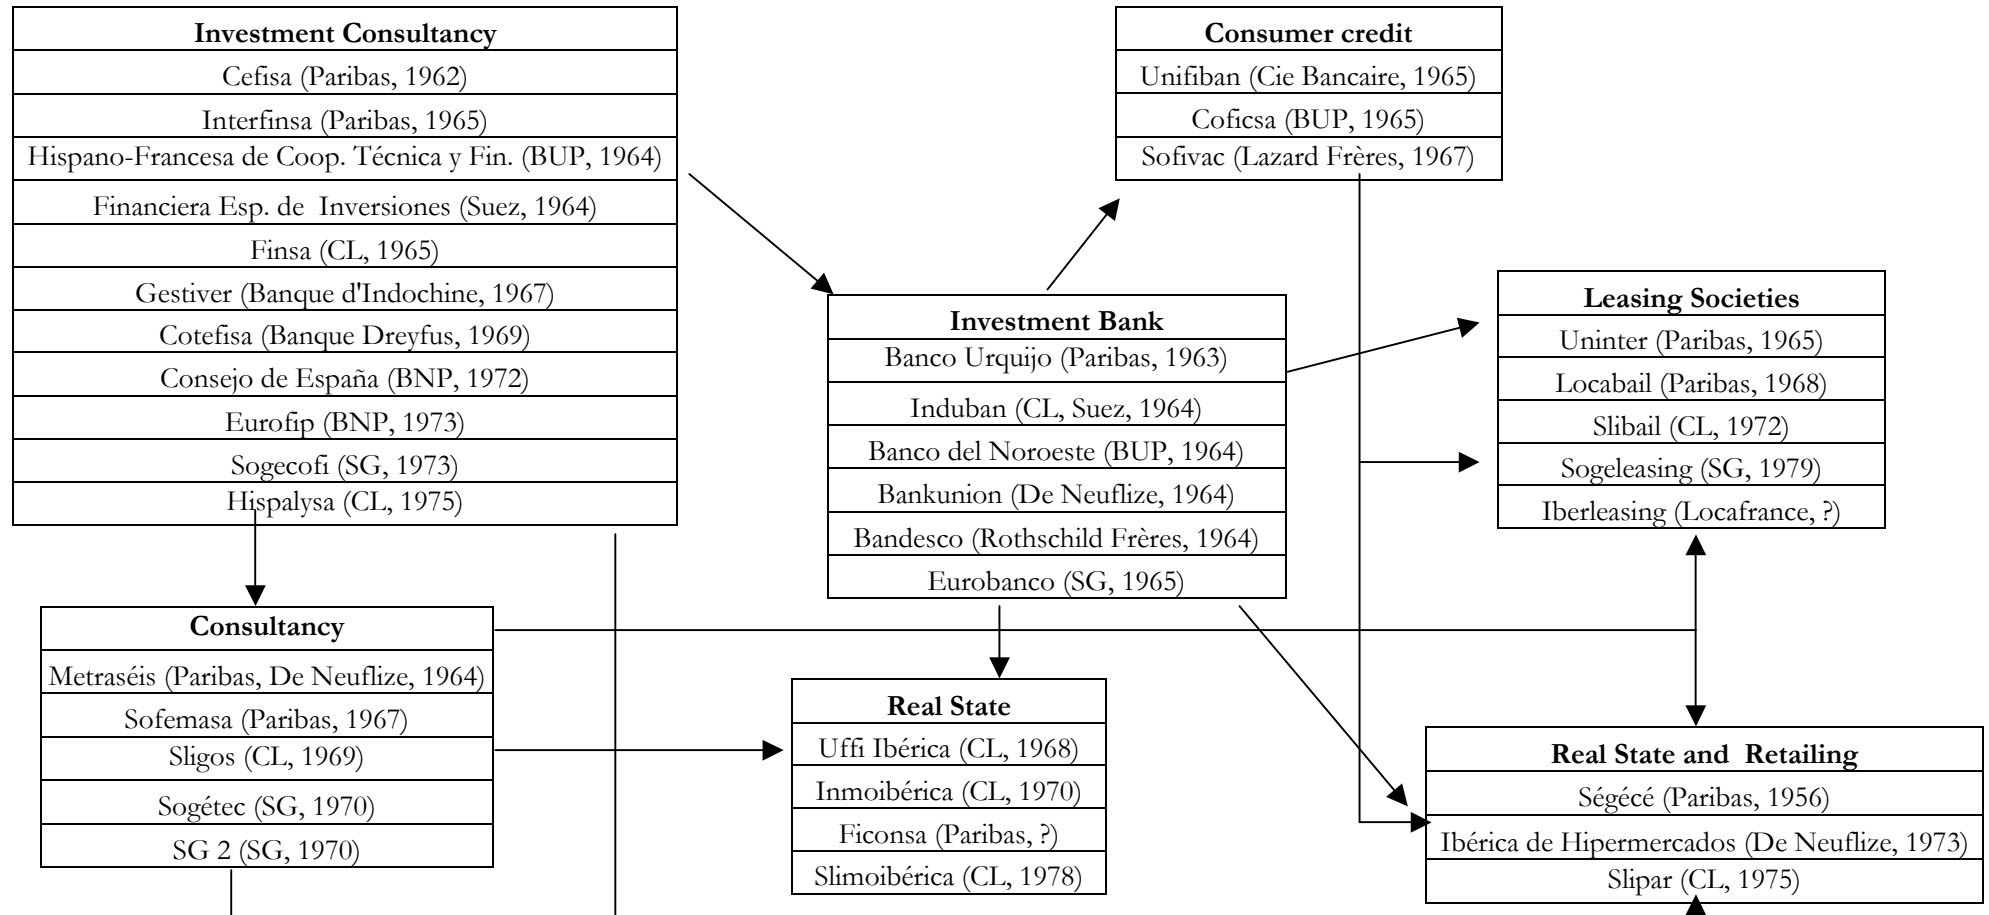 Investment Consultancy
Cefisa (Paribas, 1962)
Interfinsa (Paribas, 1965)
Hispano-Francesa de Coop. Técnica y Fin. (BUP, 1964)
Financiera Esp. de Inversiones (Suez, 1964)
Finsa (CL, 1965)
Gestiver (Banque d'Indochine, 1967)
Cotefisa (Banque Dreyfus, 1969)
Consejo de España (BNP, 1972)
Eurofip (BNP, 1973)
Sogecofi (SG, 1973)
Hispalysa (CL, 1975)
Consumer credit
Unifiban (Cie Bancaire, 1965)
Coficsa (BUP, 1965)
Sofivac (Lazard Frères, 1967)
Investment Bank
Banco Urquijo (Paribas, 1963)
Induban (CL, Suez, 1964)
Banco del Noroeste (BUP, 1964)
Bankunion (De Neuflize, 1964)
Bandesco (Rothschild Frères, 1964)
Eurobanco (SG, 1965)
Leasing Societies
Uninter (Paribas, 1965)
Locabail (Paribas, 1968)
Slibail (CL, 1972)
Sogeleasing (SG, 1979)
Iberleasing (Locafrance, ?)
Consultancy
Metraséis (Paribas, De Neuflize, 1964)
Sofemasa (Paribas, 1967)
Sligos (CL, 1969)
Sogétec (SG, 1970)
SG 2 (SG, 1970)
Real State
Uffi Ibérica (CL, 1968)
Inmoibérica (CL, 1970)
Ficonsa (Paribas, ?)
Slimoibérica (CL, 1978)
Real State and Retailing
Ségécé (Paribas, 1956)
Ibérica de Hipermercados (De Neuflize, 1973)
Slipar (CL, 1975)